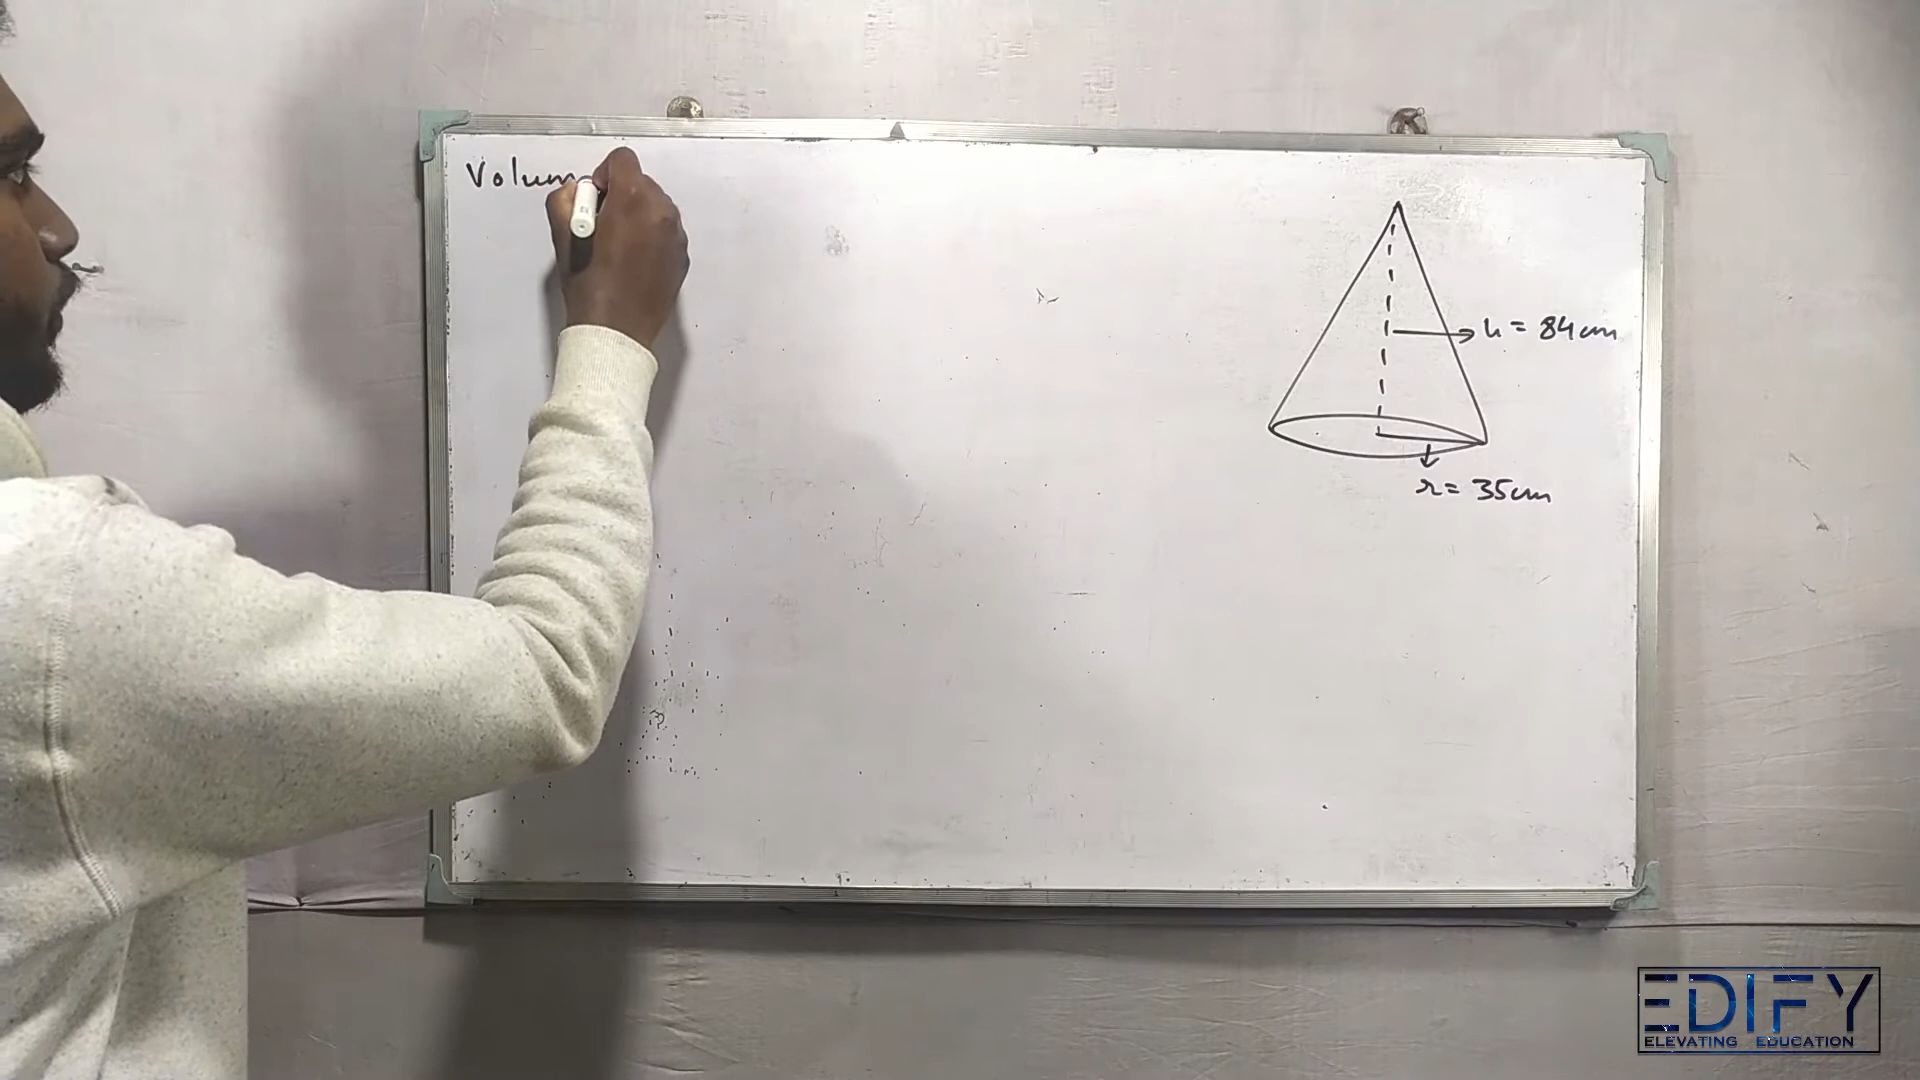 Volum
h = 84cm
r = 35cm
EDIFY
ELEVATING EDUCATION